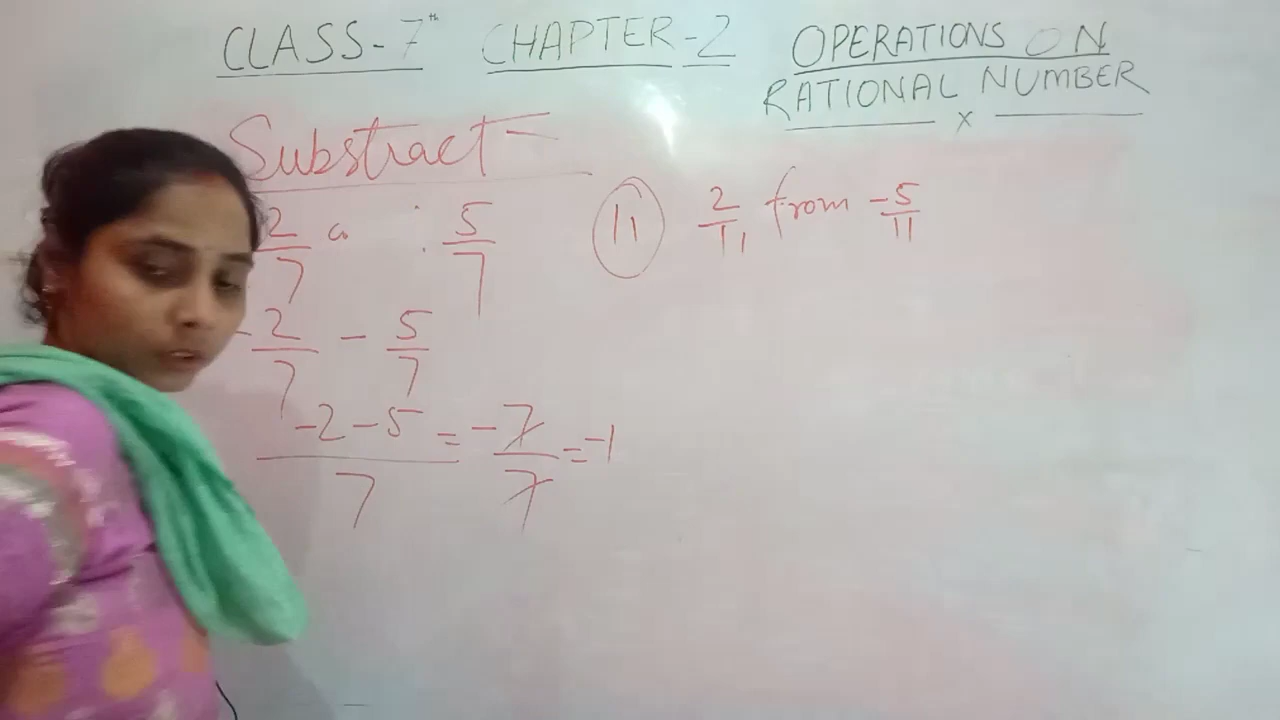 CLASS-7th CHAPTER-2 OPERATIONS ON
RATIONAL NUMBER
x
Substract -
2/7 5/7
-2/7 - 5/7
-2-5/7 = -7/7 = -1
(ii) 2/11 from -5/11